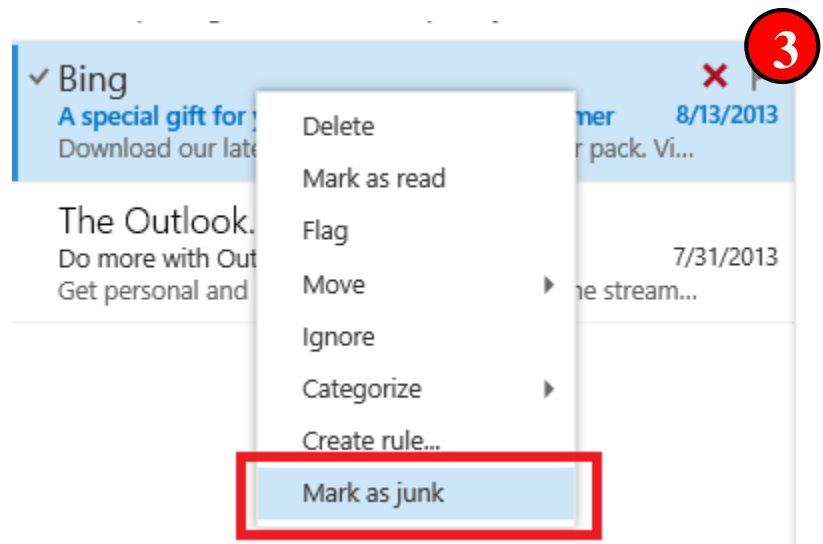 3
Bing
A special gift for
mer 8/13/2013
Download our
r pack. Vi...
The Outlook.
Do more with Out
7/31/2013
Get personal and
he stream...
Delete
Mark as read
Flag
Move
Ignore
Categorize
Create rule...
Mark as junk